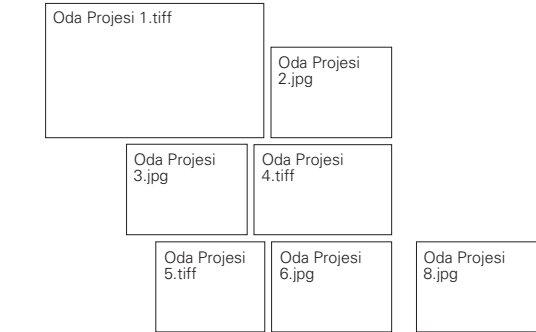 Oda Projesi 1.tiff
Oda Projesi
2.jpg
Oda Projesi
3.jpg
Oda Projesi
4.tiff
Oda Projesi
5.tiff
Oda Projesi
6.jpg
Oda Projesi
8.jpg